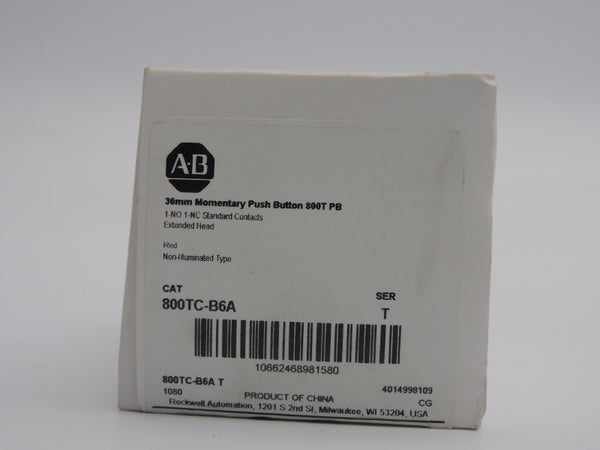 A-B
30mm Momentary Push Button 800T PB
1-NO 1-NC Standard Contacts
Extended Head
Red
Non-Illuminated Type
CAT SER
800TC-B6A T
10662468981580
800TC-B6A T 4014998109
1080 PRODUCT OF CHINA CG
Rockwell Automation, 1201 S 2nd St, Milwaukee, WI 53204, USA